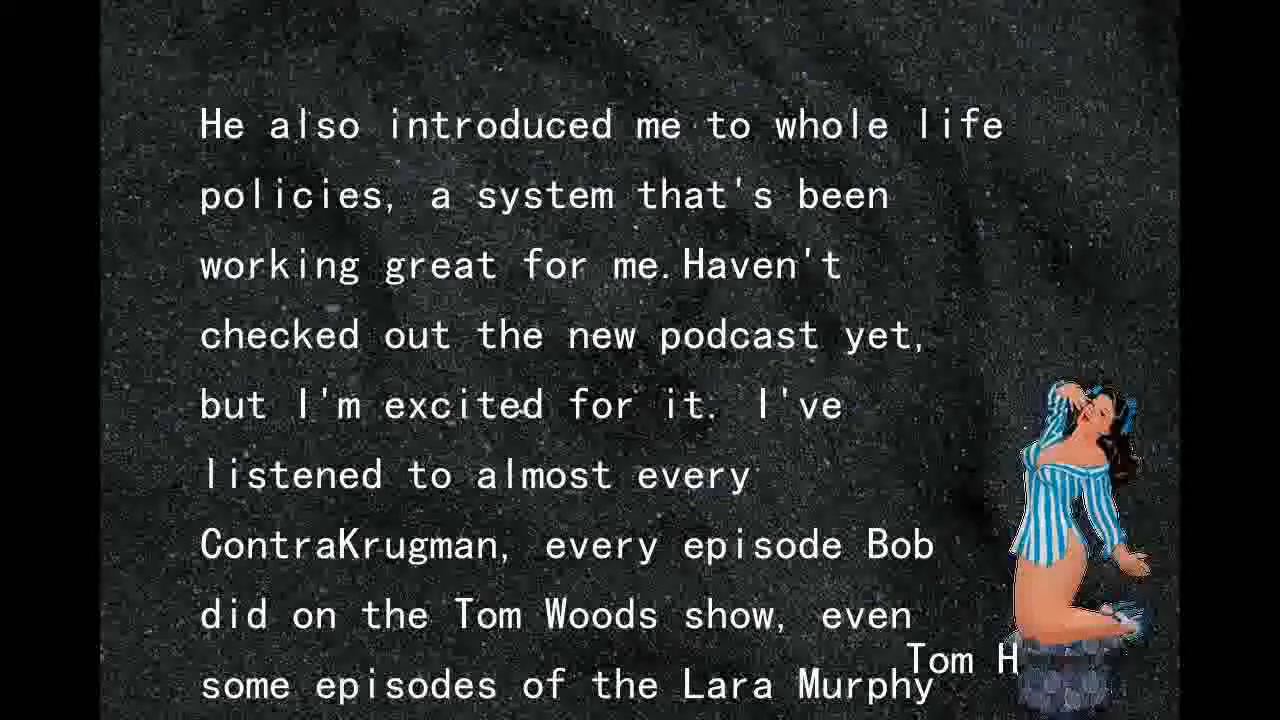 He also introduced me to whole life
policies, a system that's been
working great for me.Haven't
checked out the new podcast yet,
but I'm excited for it. I've
listened to almost every
ContraKrugman, every episode Bob
did on the Tom Woods show, even
some episodes of the Lara Murphy
Tom H